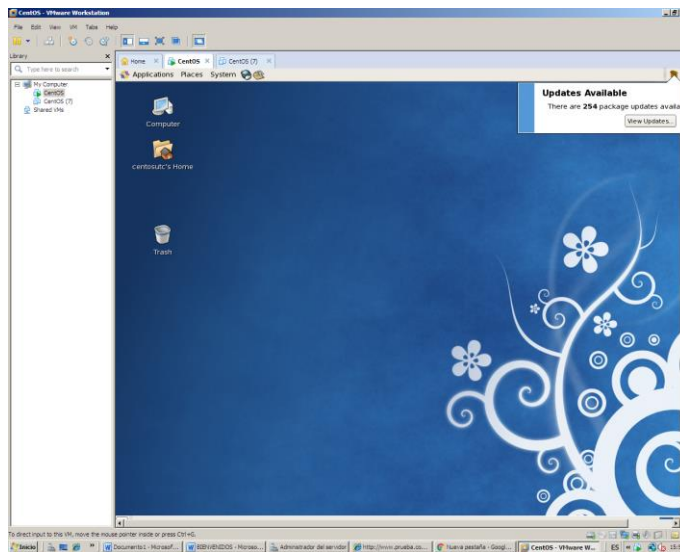 CentOS - VMware Workstation
File Edit View VM Tabs Help
Library
Type here to search
My Computer
CentOS
CentOS (7)
Shared VMs
Home
CentOS
CentOS (7)
Applications Places System
Updates Available
There are 254 package updates availa
View Updates...
Computer
centosutc's Home
Trash
To direct input to this VM, move the mouse pointer inside or press Ctrl+G.
Inicio
Documento1 - Microsof...
BIENVENIDOS - Microso...
Administrador del servidor
http://www.prueba.co...
Nueva pestaña - Googl...
CentOS - VMware W...
ES